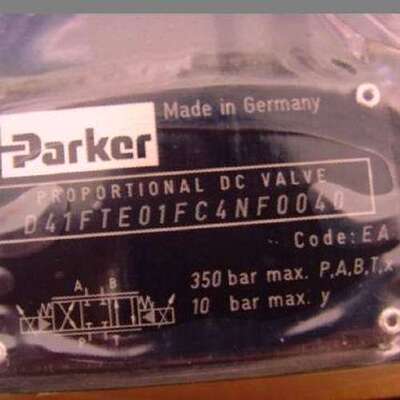 Made in Germany
Parker
PROPORTIONAL DC VALVE
D41FTE01FC4NF0040
Code: EA
A B
350 bar max. P,A,B,T,x
P T
10 bar max. y